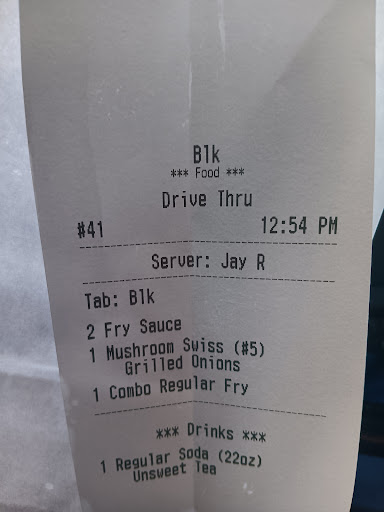 Blk
*** Food ***
Drive Thru
#41 12:54 PM
Server: Jay R
Tab: Blk
2 Fry Sauce
1 Mushroom Swiss (#5)
Grilled Onions
1 Combo Regular Fry
*** Drinks ***
1 Regular Soda (22oz)
Unsweet Tea